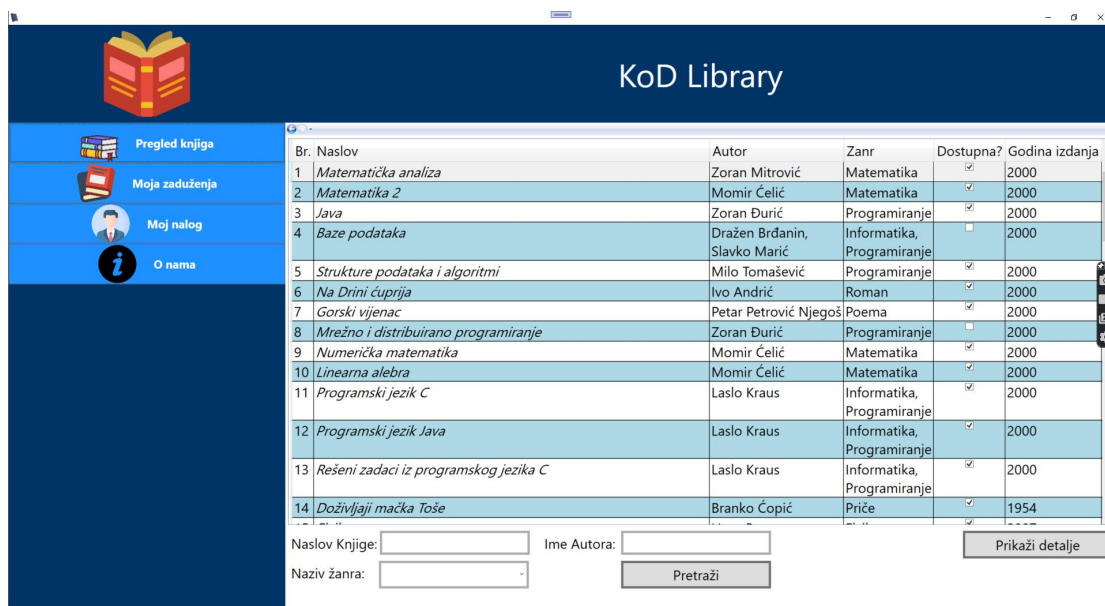 KoD Library
Pregled knjiga
Moja zaduženja
Moj nalog
O nama
Br. Naslov Autor Zanr Dostupna? Godina izdanja
1 Matematička analiza Zoran Mitrović Matematika 2000
2 Matematika 2 Momir Ćelić Matematika 2000
3 Java Zoran Đurić Programiranje 2000
4 Baze podataka Dražen Brđanin, Informatika, 2000
Slavko Marić Programiranje
5 Strukture podataka i algoritmi Milo Tomašević Programiranje 2000
6 Na Drini ćuprija Ivo Andrić Roman 2000
7 Gorski vijenac Petar Petrović Njegoš Poema 2000
8 Mrežno i distribuirano programiranje Zoran Đurić Programiranje 2000
9 Numerička matematika Momir Ćelić Matematika 2000
10 Linearna alebra Momir Ćelić Matematika 2000
11 Programski jezik C Laslo Kraus Informatika, 2000
Programiranje
12 Programski jezik Java Laslo Kraus Informatika, 2000
Programiranje
13 Rešeni zadaci iz programskog jezika C Laslo Kraus Informatika, 2000
Programiranje
14 Doživljaji mačka Toše Branko Ćopić Priče 1954
Naslov Knjige: Ime Autora: Prikaži detalje
Naziv žanra: Pretraži